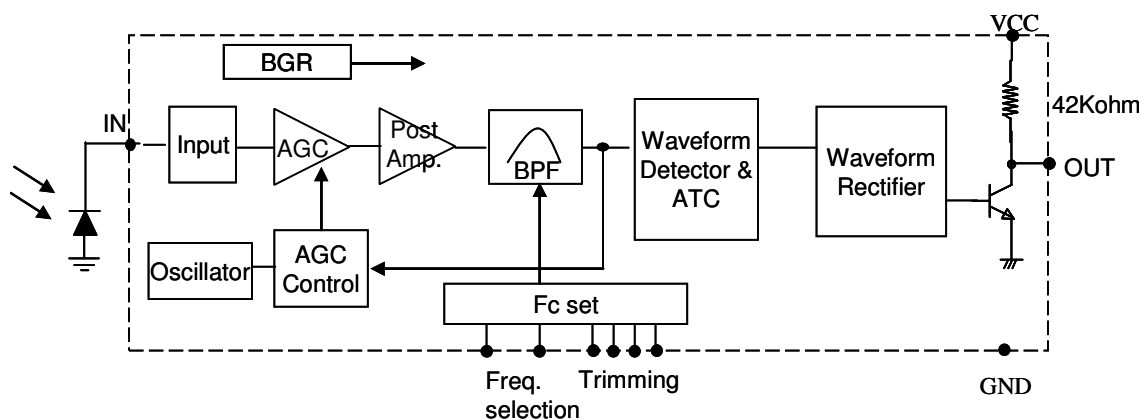 VCC
BGR
42Kohm
IN
Input
AGC
Post
Amp.
BPF
Waveform
Detector &
ATC
Waveform
Rectifier
OUT
Oscillator
AGC
Control
Fc set
Freq.
selection
Trimming
GND